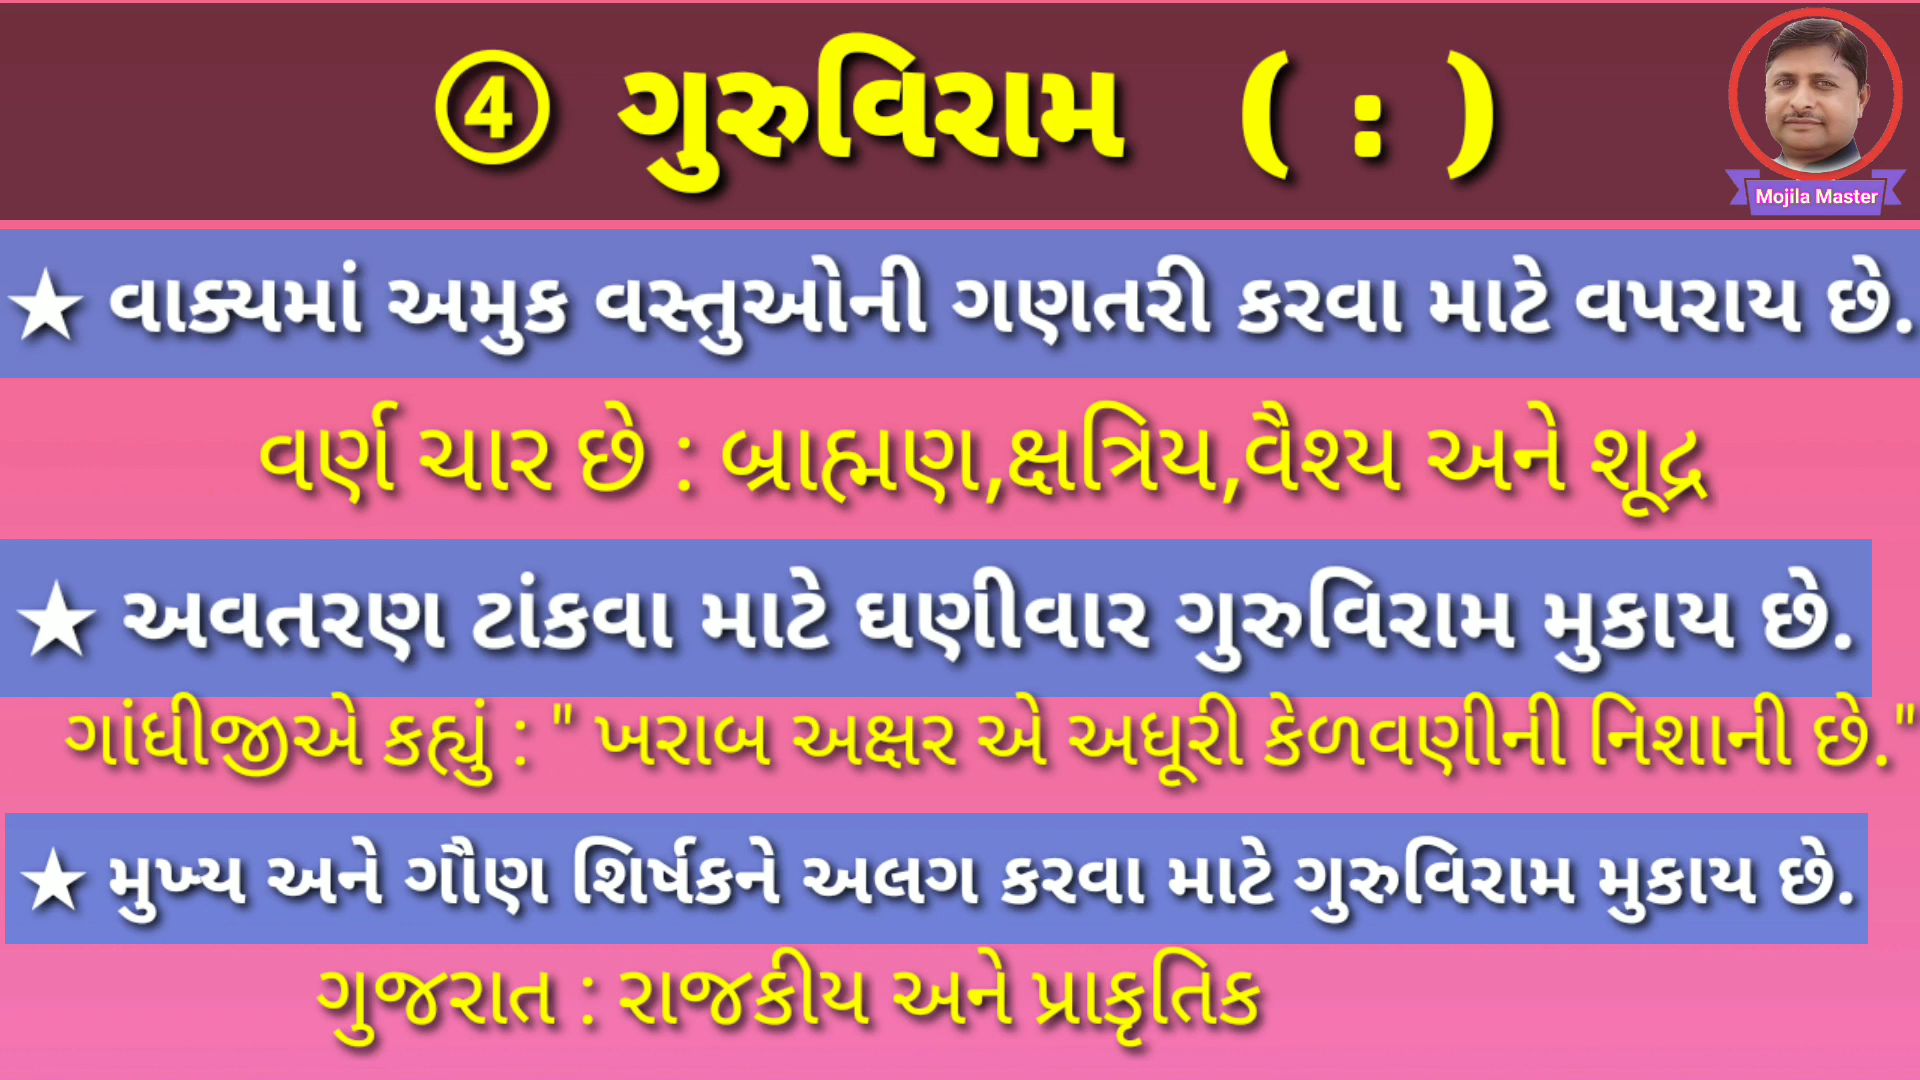 ④ ગુરુવિરામ ( : )
Mojila Master
★ વાક્યમાં અમુક વસ્તુઓની ગણતરી કરવા માટે વપરાય છે.
વર્ણ ચાર છે : બ્રાહ્મણ,ક્ષત્રિય,વૈશ્ય અને શૂદ્ર
★ અવતરણ ટાંકવા માટે ઘણીવાર ગુરુવિરામ મુકાય છે.
ગાંધીજીએ કહ્યું : " ખરાબ અક્ષર એ અધૂરી કેળવણીની નિશાની છે."
★ મુખ્ય અને ગૌણ શિર્ષકને અલગ કરવા માટે ગુરુવિરામ મુકાય છે.
ગુજરાત : રાજકીય અને પ્રાકૃતિક